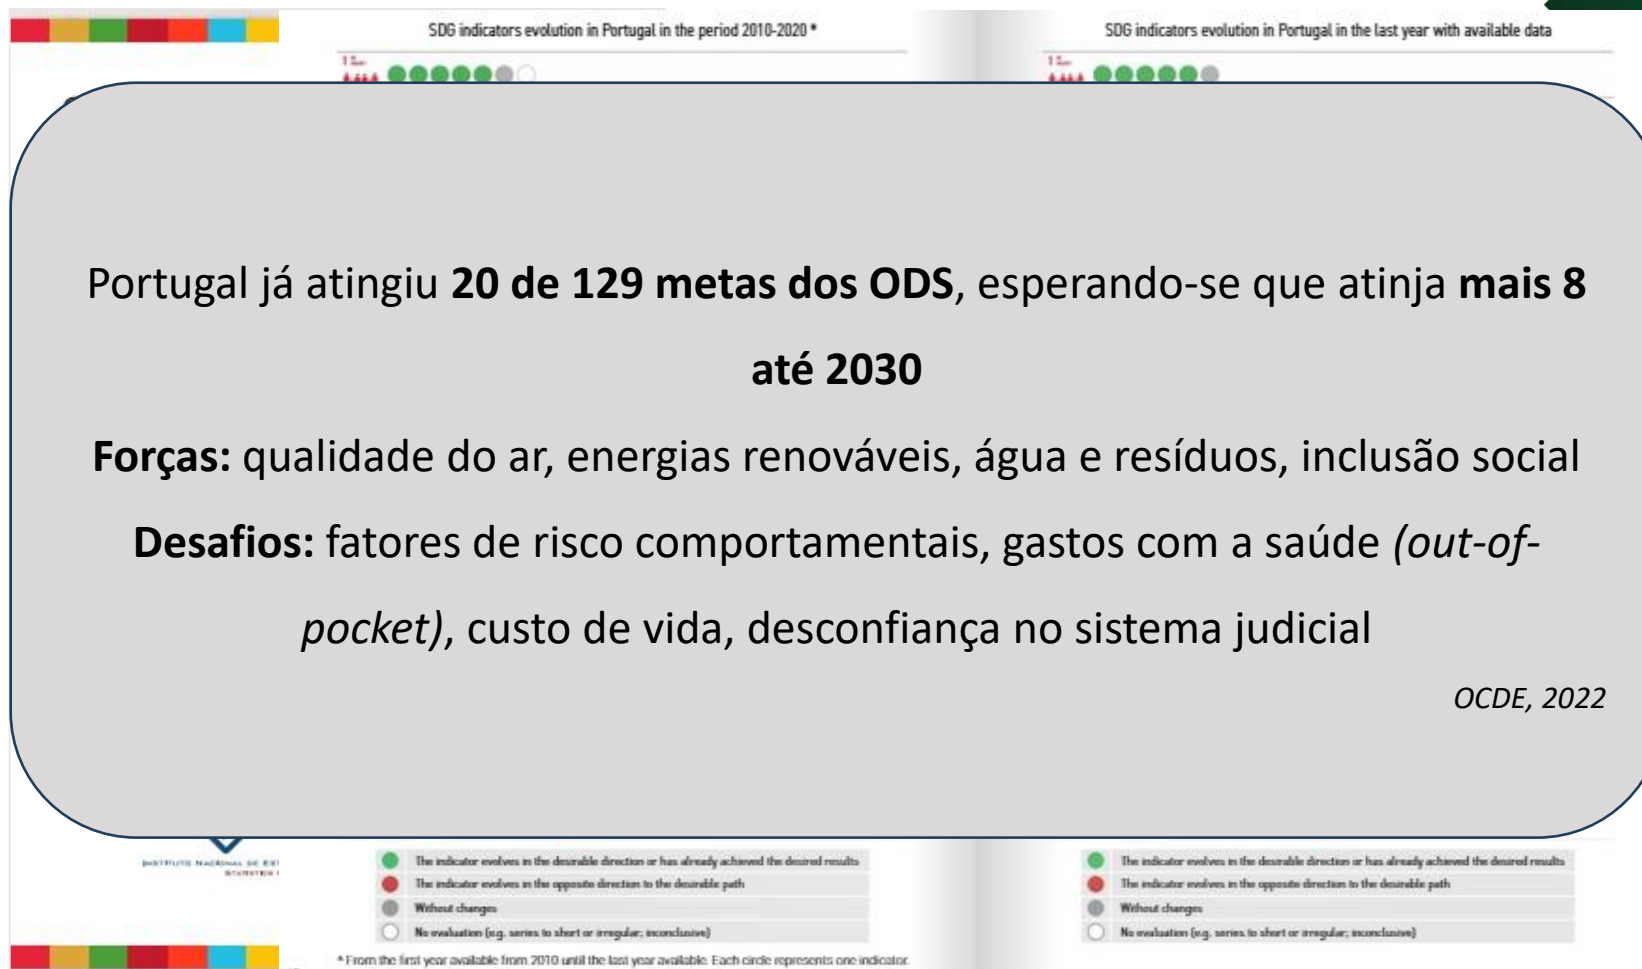 SDG indicators evolution in Portugal in the period 2010-2020 *
SDG indicators evolution in Portugal in the last year with available data
Portugal já atingiu 20 de 129 metas dos ODS, esperando-se que atinja mais 8
até 2030
Forças: qualidade do ar, energias renováveis, água e resíduos, inclusão social
Desafios: fatores de risco comportamentais, gastos com a saúde (out-of-
pocket), custo de vida, desconfiança no sistema judicial
OCDE, 2022
INSTITUTO NACIONAL DE
The indicator evolves in the desirable direction or has already achieved the desired results
The indicator evolves in the opposite direction to the desirable path
Without changes
No evaluation (e.g. series to short or irregular; inconclusive)
* From the first year available from 2010 until the last year available. Each circle represents one indicator.
The indicator evolves in the desirable direction or has already achieved the desired results
The indicator evolves in the opposite direction to the desirable path
Without changes
No evaluation (e.g. series to short or irregular; inconclusive)